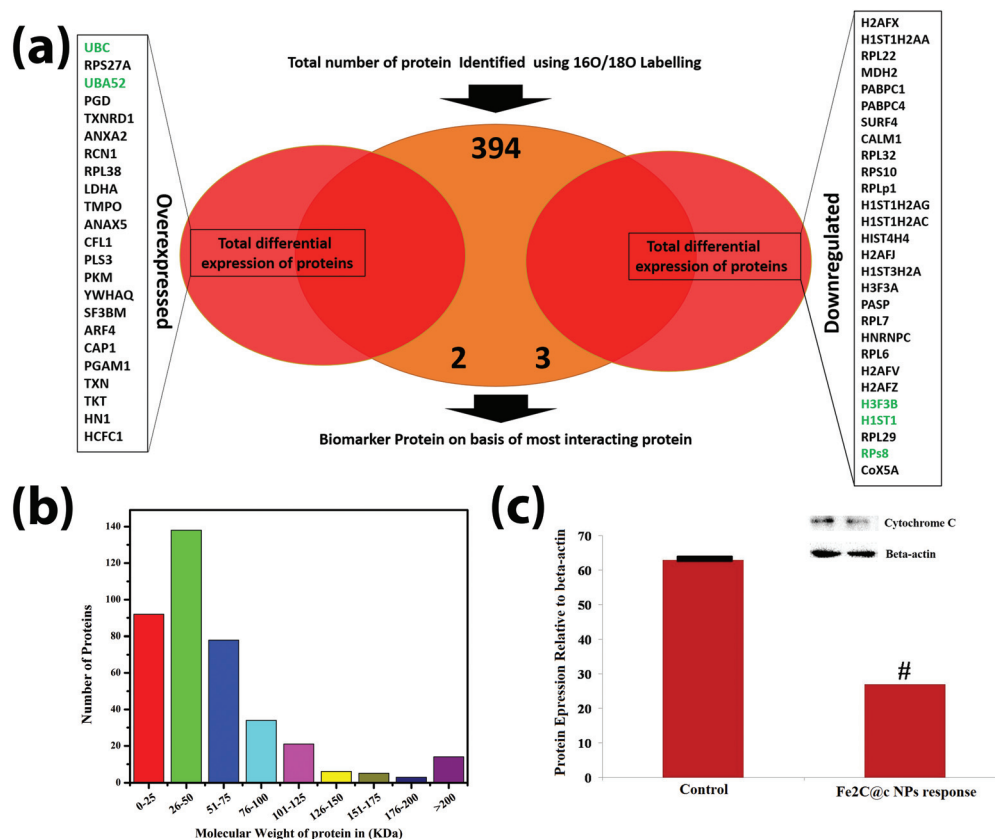 (a)
UBC
RPS27A
UBA52
PGD
TXNRD1
ANXA2
RCN1
RPL38
LDHA
TMPO
ANAX5
CFL1
PLS3
PKM
YWHAQ
SF3BM
ARF4
CAP1
PGAM1
TXN
TKT
HN1
HCFC1
Overexpressed
Total number of protein Identified using 16O/18O Labelling
394
Total differential
expression of proteins
Total differential
expression of proteins
2
3
Biomarker Protein on basis of most interacting protein
Downregulated
H2AFX
H1ST1H2AA
RPL22
MDH2
PABPC1
PABPC4
SURF4
CALM1
RPL32
RPS10
RPLp1
H1ST1H2AG
H1ST1H2AC
HIST4H4
H2AFJ
H1ST3H2A
H3F3A
PASP
RPL7
HNRNPC
RPL6
H2AFV
H2AFZ
H3F3B
H1ST1
RPL29
RPs8
CoX5A
(b)
Number of Proteins
140
120
100
80
60
40
20
0
0-25
26-50
51-75
76-100
101-125
126-150
151-175
176-200
>200
Molecular Weight of protein in (KDa)
(c)
Cytochrome C
Beta-actin
Protein Epression Relative to beta-actin
70
60
50
40
30
20
10
0
#
Control
Fe2C@c NPs response